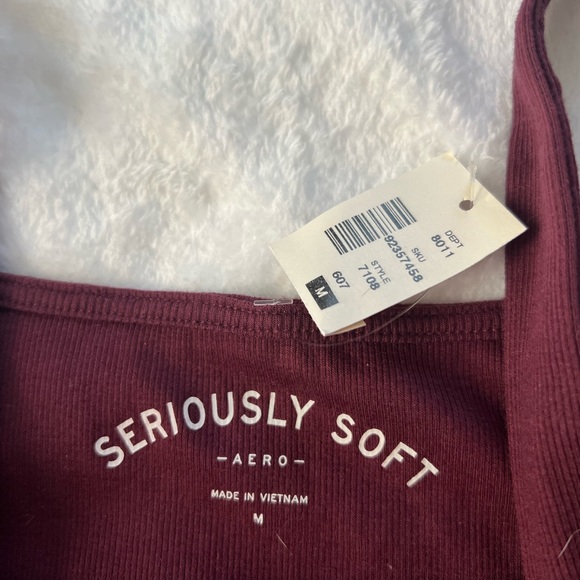 DEPT
8011
SKU
92357458
STYLE
7108
607
M
SERIOUSLY SOFT
-AERO-
MADE IN VIETNAM
M